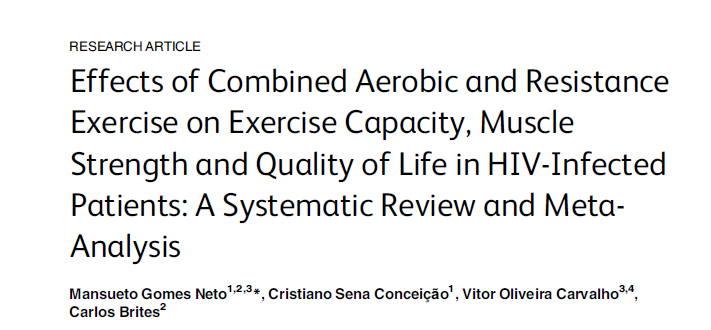 RESEARCH ARTICLE
Effects of Combined Aerobic and Resistance
Exercise on Exercise Capacity, Muscle
Strength and Quality of Life in HIV-Infected
Patients: A Systematic Review and Meta-
Analysis
Mansueto Gomes Neto1,2,3*, Cristiano Sena Conceição1, Vitor Oliveira Carvalho3,4,
Carlos Brites2